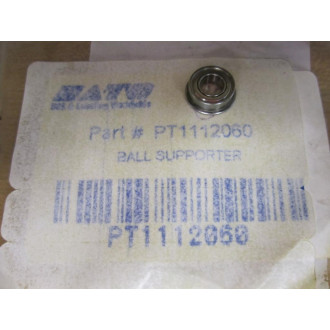 SATO
Part # PT1112060
BALL SUPPORTER
PT1112060